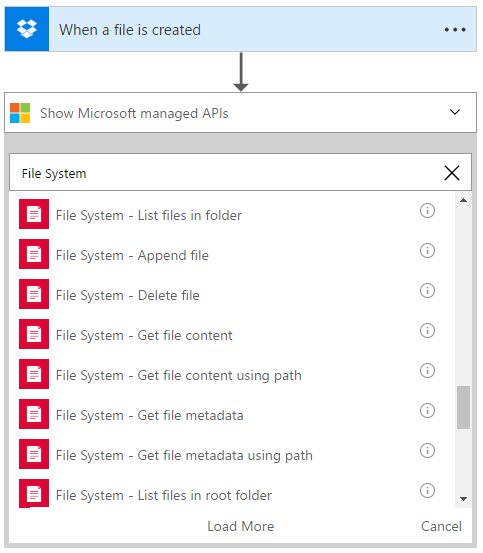 When a file is created
Show Microsoft managed APIs
File System
File System - List files in folder
File System - Append file
File System - Delete file
File System - Get file content
File System - Get file content using path
File System - Get file metadata
File System - Get file metadata using path
File System - List files in root folder
Load More Cancel